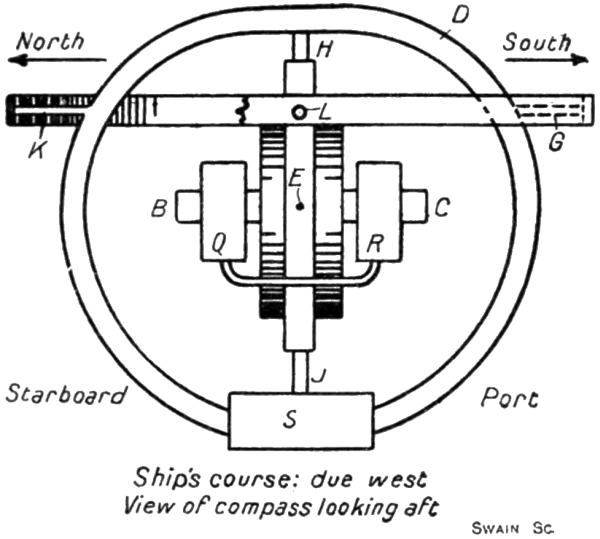 D
North
South
H
L
K
G
E
B
C
Q
R
J
Starboard
S
Port
Ship's course: due west
View of compass looking aft
SWAIN Sc.